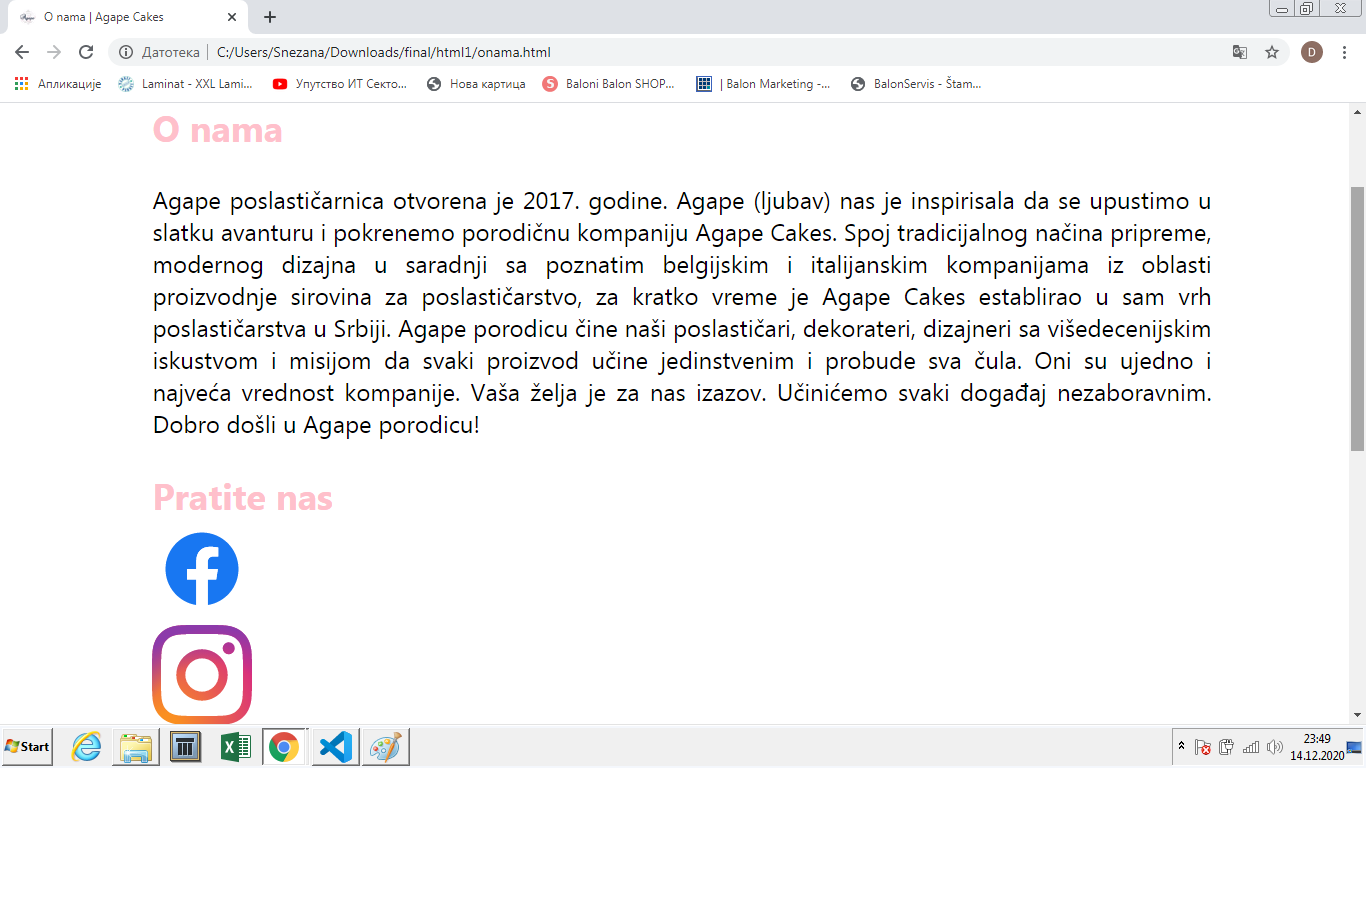 O nama | Agape Cakes
Датотека | C:/Users/Snezana/Downloads/final/html1/onama.html
D
Апликације Laminat - XXL Lami... Упутство ИТ Секто... Нова картица S Baloni Balon SHOP... | Balon Marketing -... BalonServis - Štam...
O nama
Agape poslastičarnica otvorena je 2017. godine. Agape (ljubav) nas je inspirisala da se upustimo u
slatku avanturu i pokrenemo porodičnu kompaniju Agape Cakes. Spoj tradicijalnog načina pripreme,
modernog dizajna u saradnji sa poznatim belgijskim i italijanskim kompanijama iz oblasti
proizvodnje sirovina za poslastičarstvo, za kratko vreme je Agape Cakes establirao u sam vrh
poslastičarstva u Srbiji. Agape porodicu čine naši poslastičari, dekorateri, dizajneri sa višedecenijskim
iskustvom i misijom da svaki proizvod učine jedinstvenim i probude sva čula. Oni su ujedno i
najveća vrednost kompanije. Vaša želja je za nas izazov. Učinićemo svaki događaj nezaboravnim.
Dobro došli u Agape porodicu!
Pratite nas
Start
23:49
14.12.2020